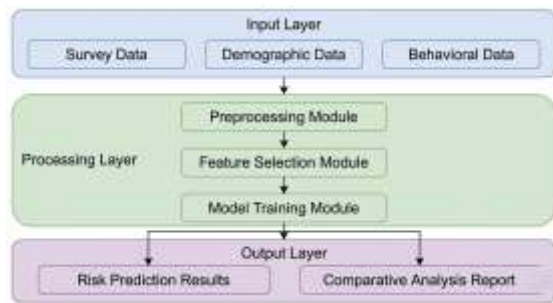 Input Layer
Survey Data
Demographic Data
Behavioral Data
Preprocessing Module
Processing Layer
Feature Selection Module
Model Training Module
Output Layer
Risk Prediction Results
Comparative Analysis Report